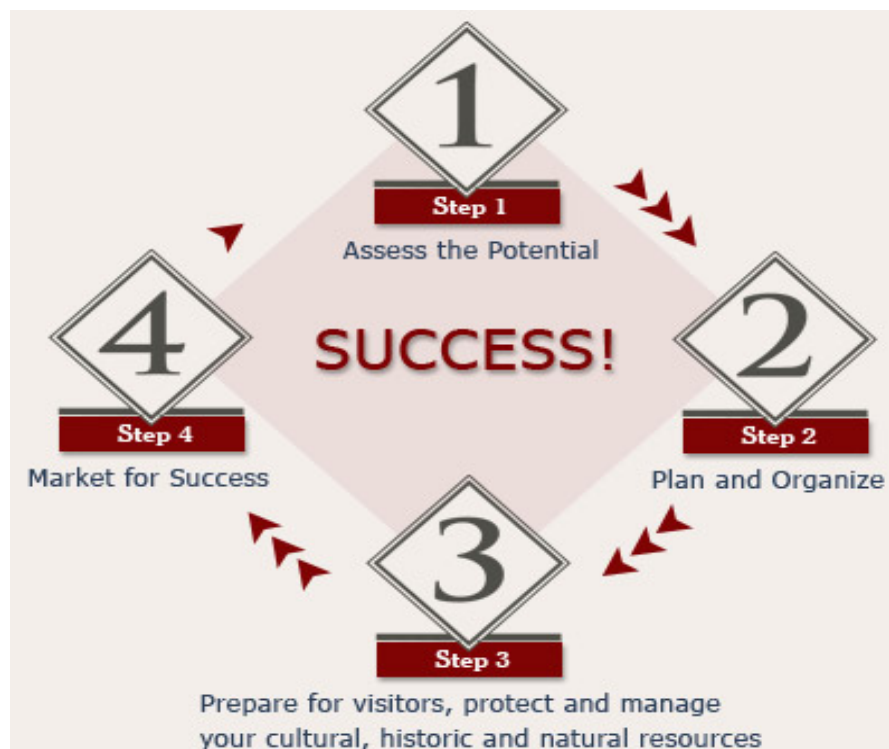 1
Step 1
Assess the Potential
2
Step 2
Plan and Organize
3
Step 3
Prepare for visitors, protect and manage
your cultural, historic and natural resources
4
Step 4
Market for Success
SUCCESS!